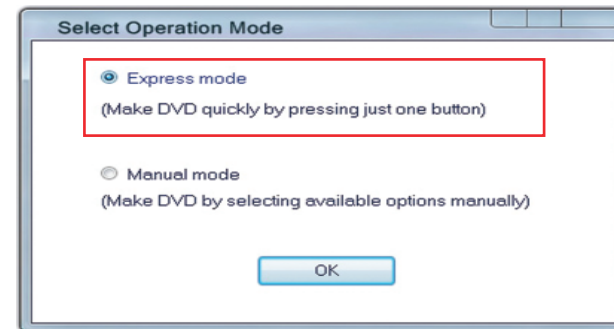 Select Operation Mode
Express mode
(Make DVD quickly by pressing just one button)
Manual mode
(Make DVD by selecting available options manually)
OK